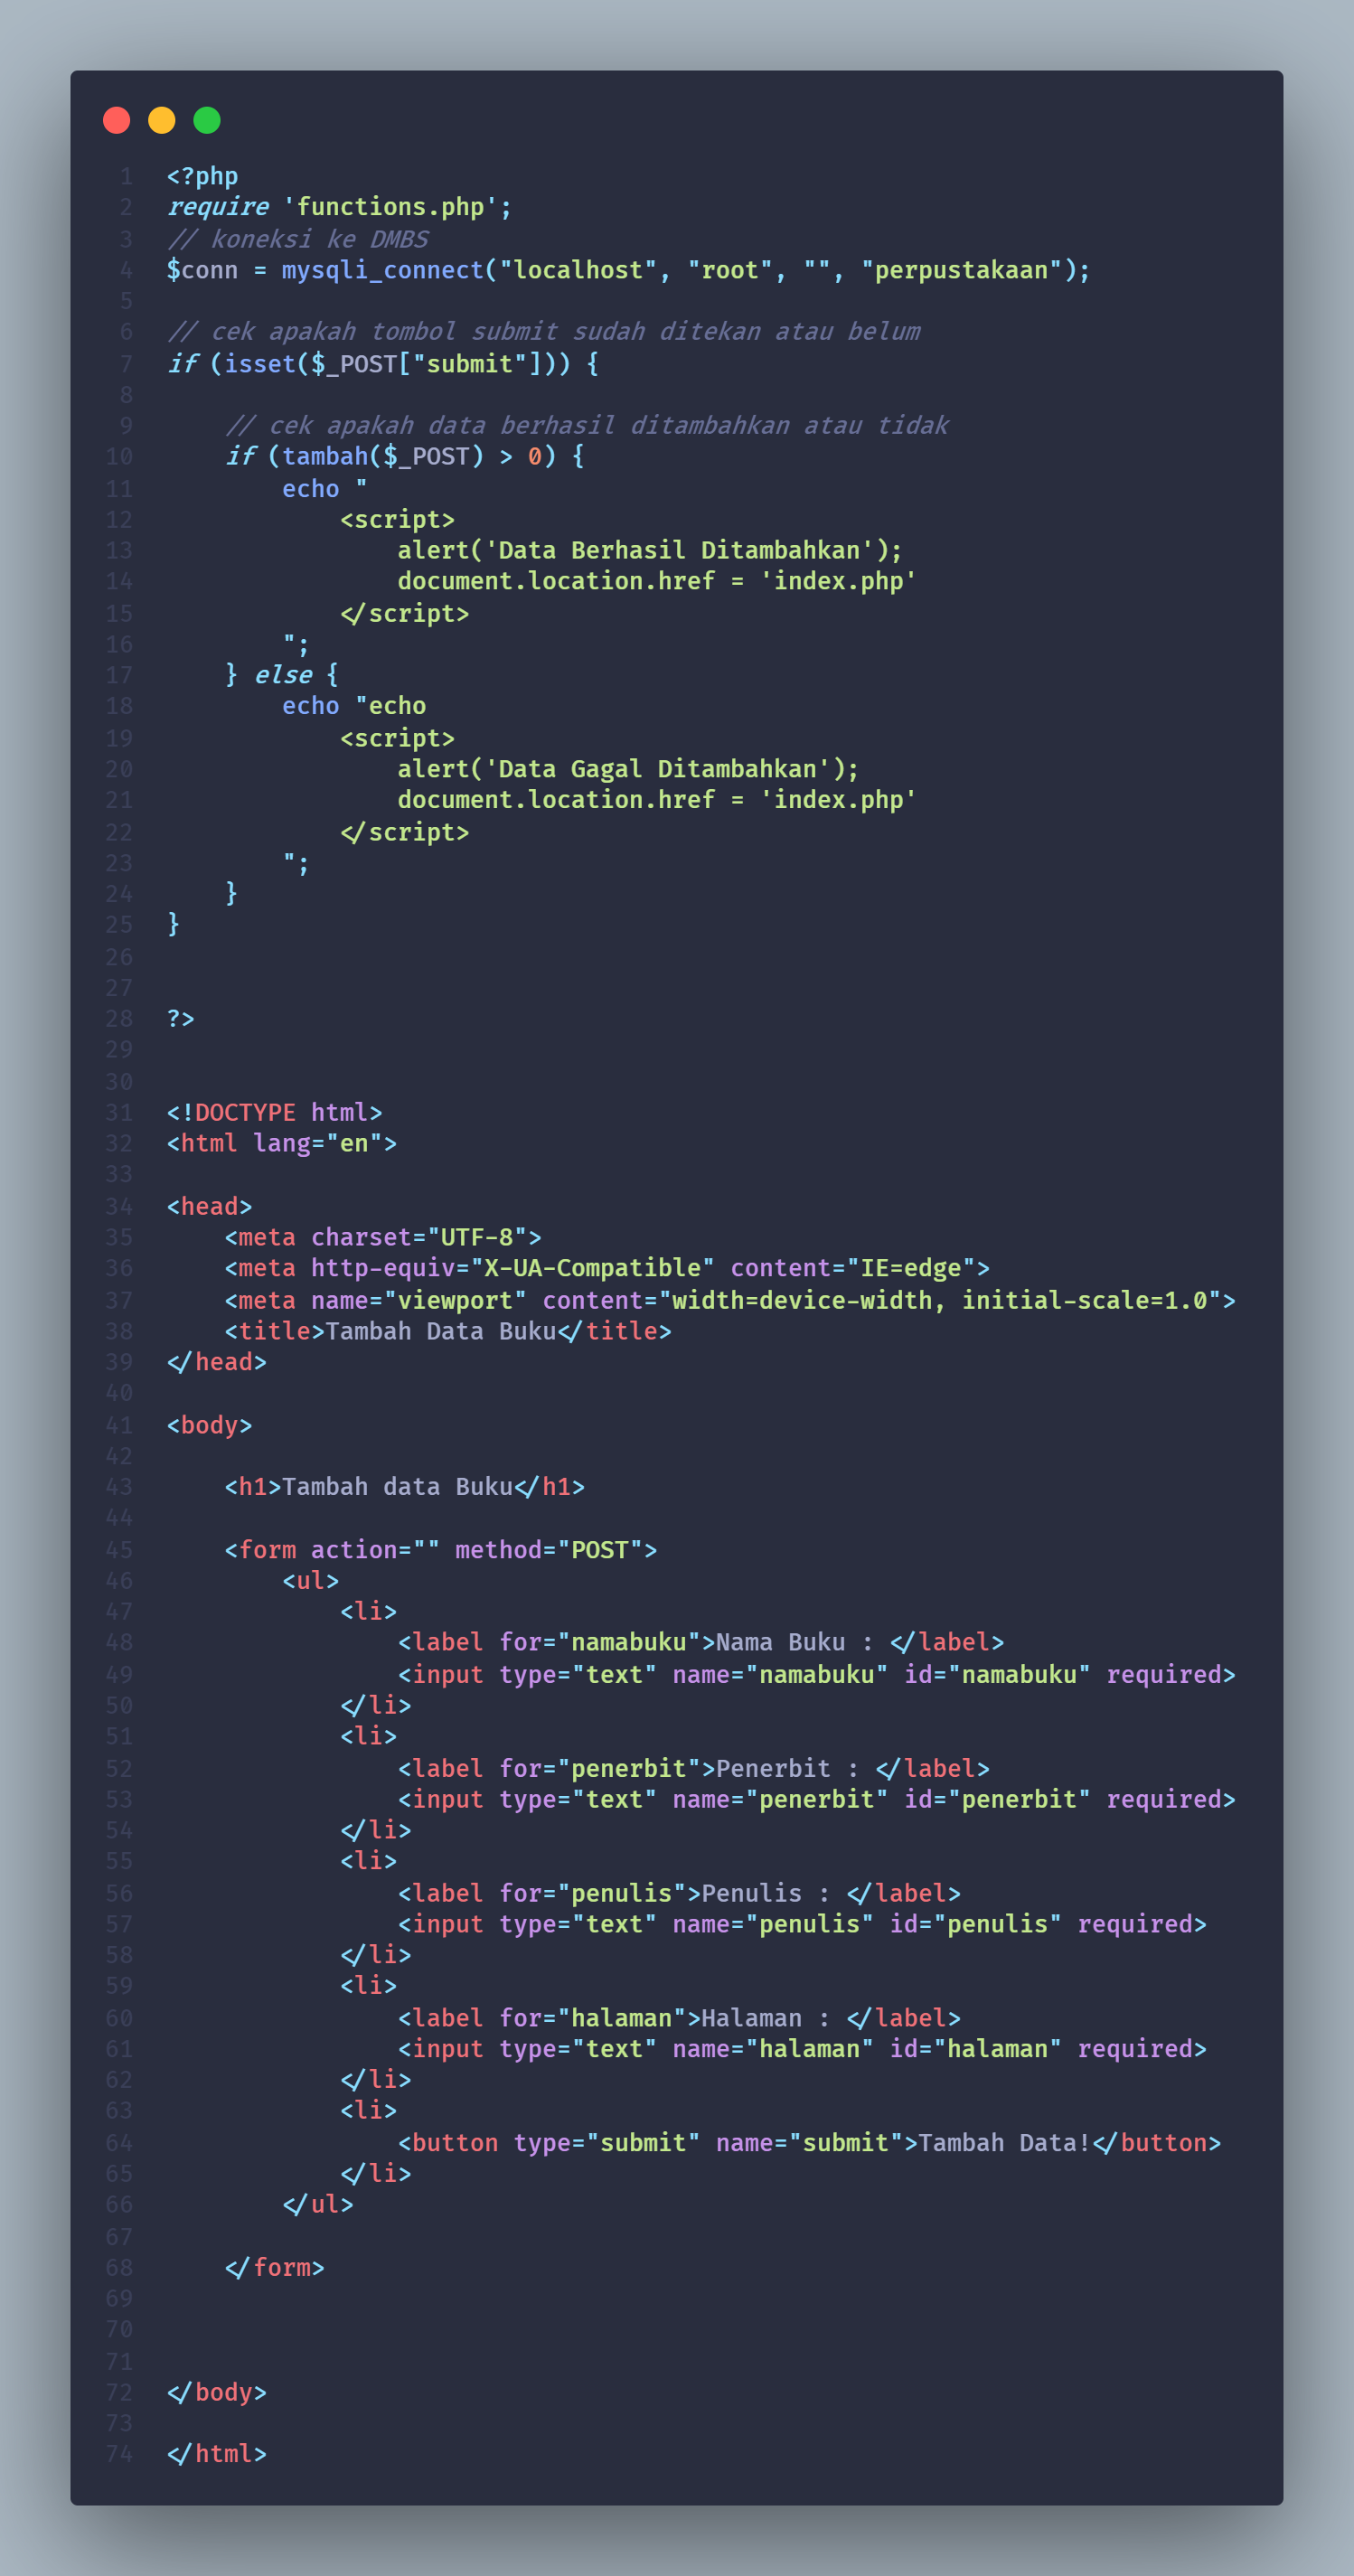 1 <?php
2 require 'functions.php';
3 // koneksi ke DMBS
4 $conn = mysqli_connect("localhost", "root", "", "perpustakaan");
5
6 // cek apakah tombol submit sudah ditekan atau belum
7 if (isset($_POST["submit"])) {
8
9     // cek apakah data berhasil ditambahkan atau tidak
10     if (tambah($_POST) > 0) {
11         echo "
12             <script>
13                 alert('Data Berhasil Ditambahkan');
14                 document.location.href = 'index.php'
15             </script>
16         ";
17     } else {
18         echo "echo
19             <script>
20                 alert('Data Gagal Ditambahkan');
21                 document.location.href = 'index.php'
22             </script>
23         ";
24     }
25 }
26
27
28 ?>
29
30
31 <!DOCTYPE html>
32 <html lang="en">
33
34 <head>
35     <meta charset="UTF-8">
36     <meta http-equiv="X-UA-Compatible" content="IE=edge">
37     <meta name="viewport" content="width=device-width, initial-scale=1.0">
38     <title>Tambah Data Buku</title>
39 </head>
40
41 <body>
42
43     <h1>Tambah data Buku</h1>
44
45     <form action="" method="POST">
46         <ul>
47             <li>
48                 <label for="namabuku">Nama Buku : </label>
49                 <input type="text" name="namabuku" id="namabuku" required>
50             </li>
51             <li>
52                 <label for="penerbit">Penerbit : </label>
53                 <input type="text" name="penerbit" id="penerbit" required>
54             </li>
55             <li>
56                 <label for="penulis">Penulis : </label>
57                 <input type="text" name="penulis" id="penulis" required>
58             </li>
59             <li>
60                 <label for="halaman">Halaman : </label>
61                 <input type="text" name="halaman" id="halaman" required>
62             </li>
63             <li>
64                 <button type="submit" name="submit">Tambah Data!</button>
65             </li>
66         </ul>
67
68     </form>
69
70
71
72 </body>
73
74 </html>